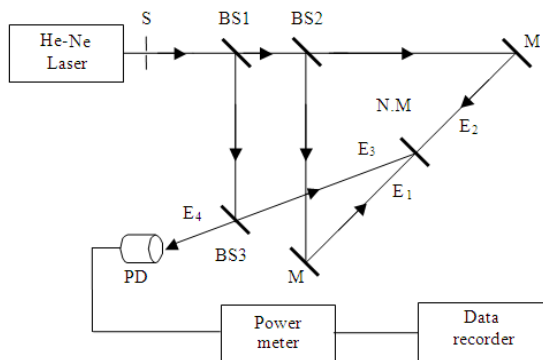 S
BS1
BS2
He-Ne
Laser
M
N.M
E2
E3
E1
E4
BS3
M
PD
Power
meter
Data
recorder